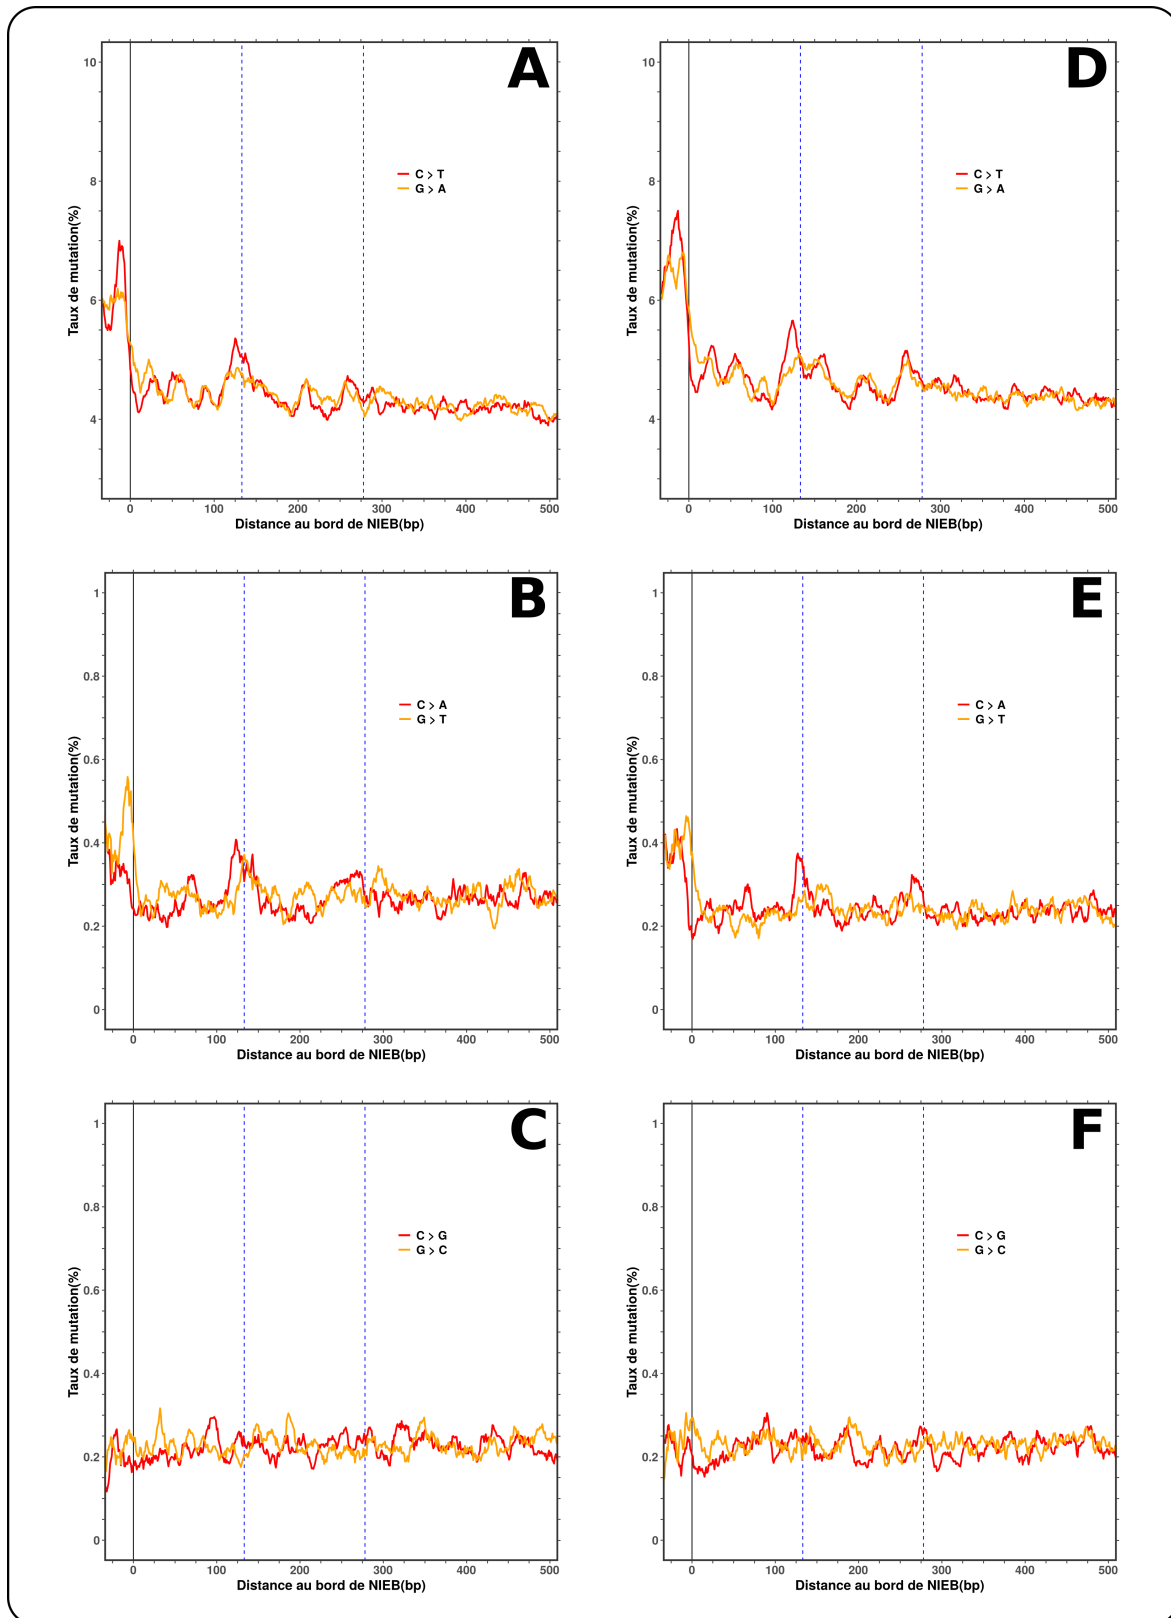 A
10
8
6
4
Taux de mutation(%)
C > T
G > A
0 100 200 300 400 500
Distance au bord de NIEB(bp)
D
10
8
6
4
Taux de mutation(%)
C > T
G > A
0 100 200 300 400 500
Distance au bord de NIEB(bp)
B
1
0.8
0.6
0.4
0.2
0
Taux de mutation(%)
C > A
G > T
0 100 200 300 400 500
Distance au bord de NIEB(bp)
E
1
0.8
0.6
0.4
0.2
0
Taux de mutation(%)
C > A
G > T
0 100 200 300 400 500
Distance au bord de NIEB(bp)
C
1
0.8
0.6
0.4
0.2
0
Taux de mutation(%)
C > G
G > C
0 100 200 300 400 500
Distance au bord de NIEB(bp)
F
1
0.8
0.6
0.4
0.2
0
Taux de mutation(%)
C > G
G > C
0 100 200 300 400 500
Distance au bord de NIEB(bp)